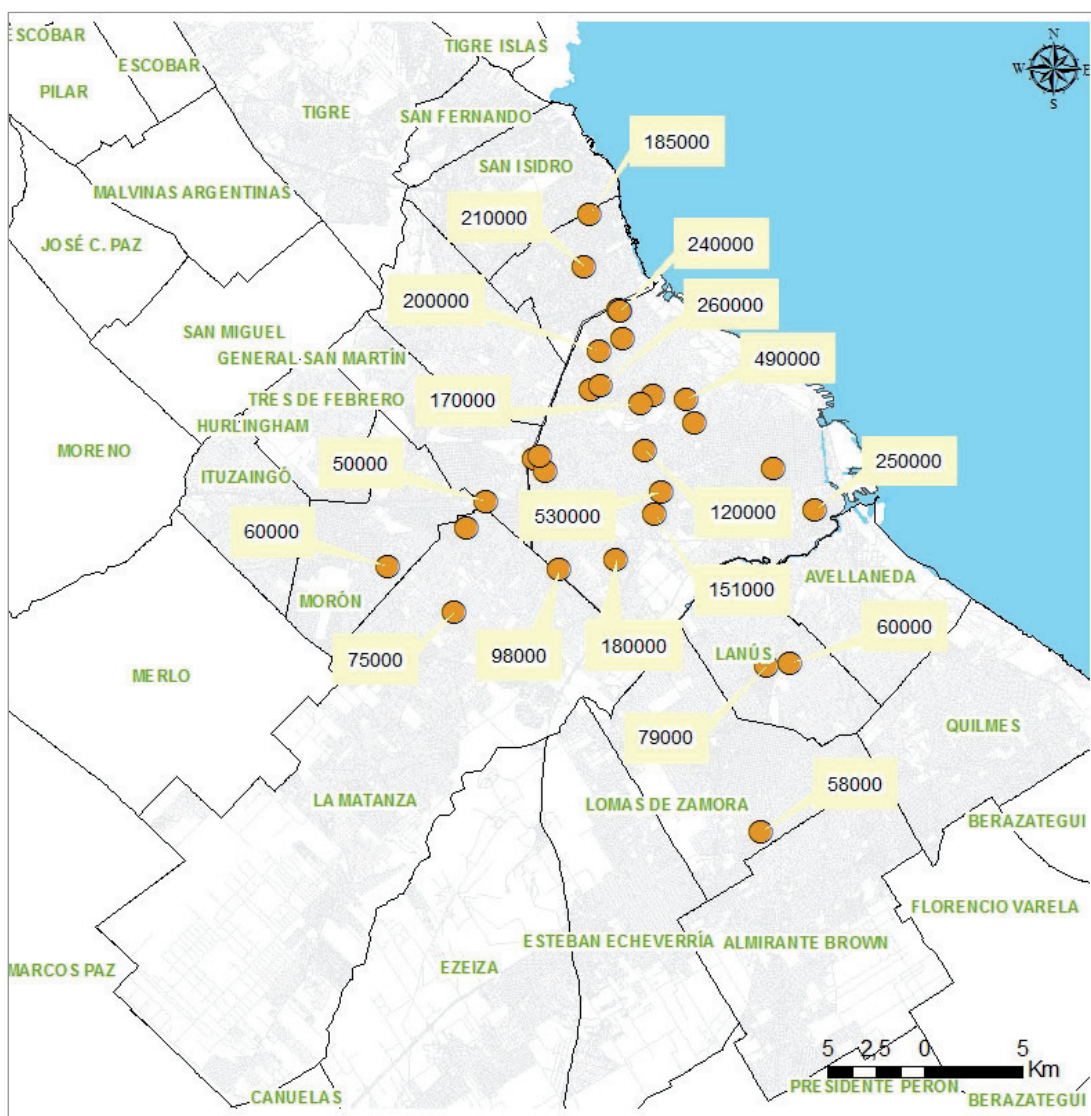 ESCOBAR
TIGRE ISLAS
ESCOBAR
N
W E
S
PILAR
TIGRE
SAN FERNANDO
185000
SAN ISIDRO
MALVINAS ARGENTINAS
210000
JOSÉ C. PAZ
240000
200000
260000
SAN MIGUEL
GENERAL SAN MARTÍN
490000
170000
TRES DE FEBRERO
HURLINGHAM
MORENO
50000
250000
ITUZAINGÓ
530000
120000
60000
AVELLANEDA
151000
MORÓN
75000
98000
180000
LANÚS
60000
MERLO
79000
QUILMES
58000
LA MATANZA
LOMAS DE ZAMORA
BERAZATEGUI
FLORENCIO VARELA
ESTEBAN ECHEVERRÍA
ALMIRANTE BROWN
MARCOS PAZ
EZEIZA
5 2,5 0 5
Km
PRESIDENTE PERÓN
CAÑUELAS
BERAZATEGUI